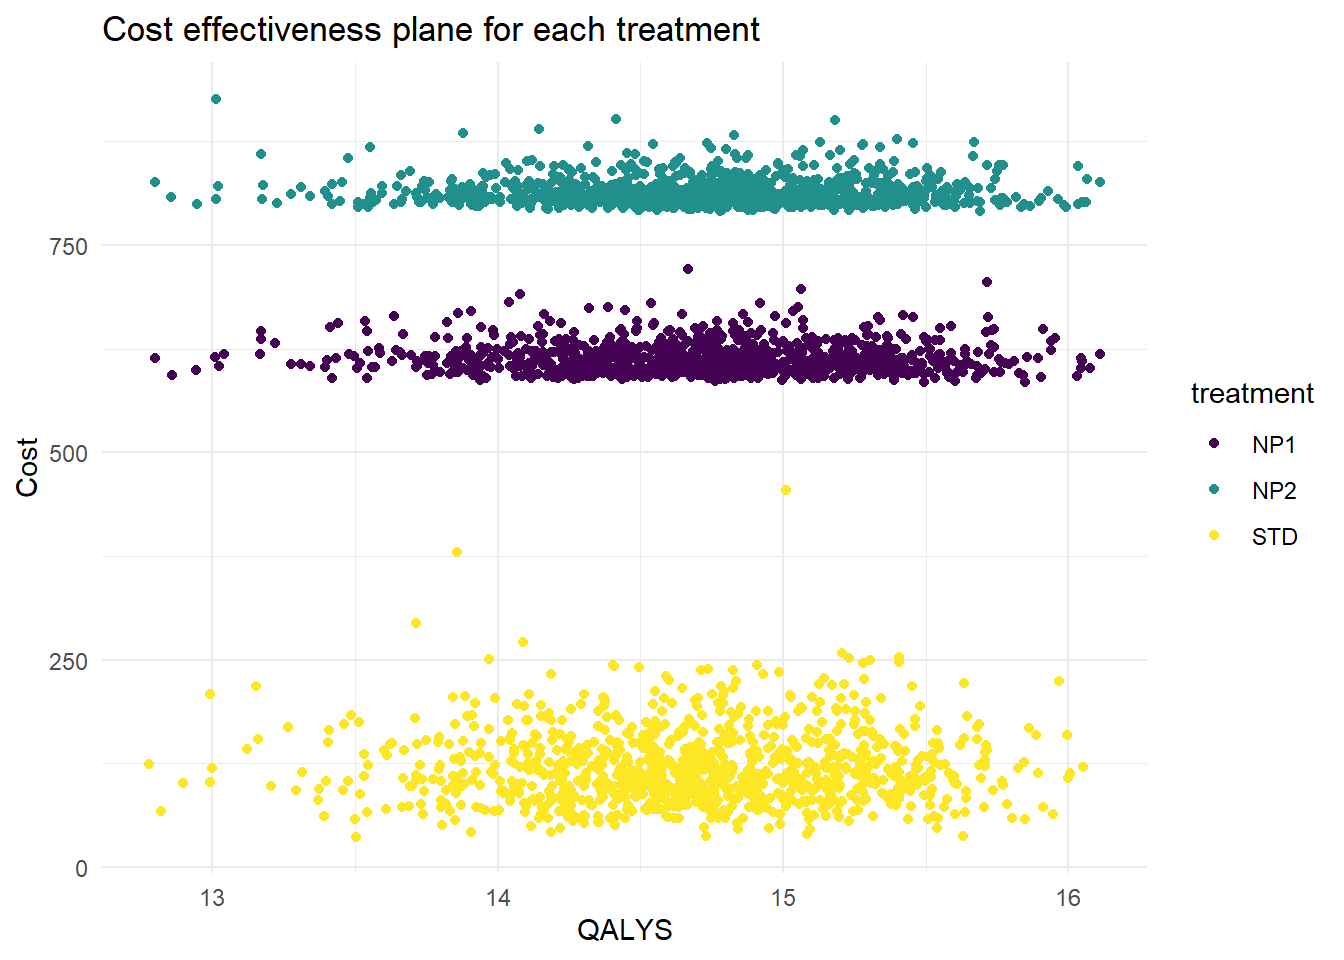 Cost effectiveness plane for each treatment
750
500
250
0
Cost
13 14 15 16
QALYS
treatment
NP1
NP2
STD